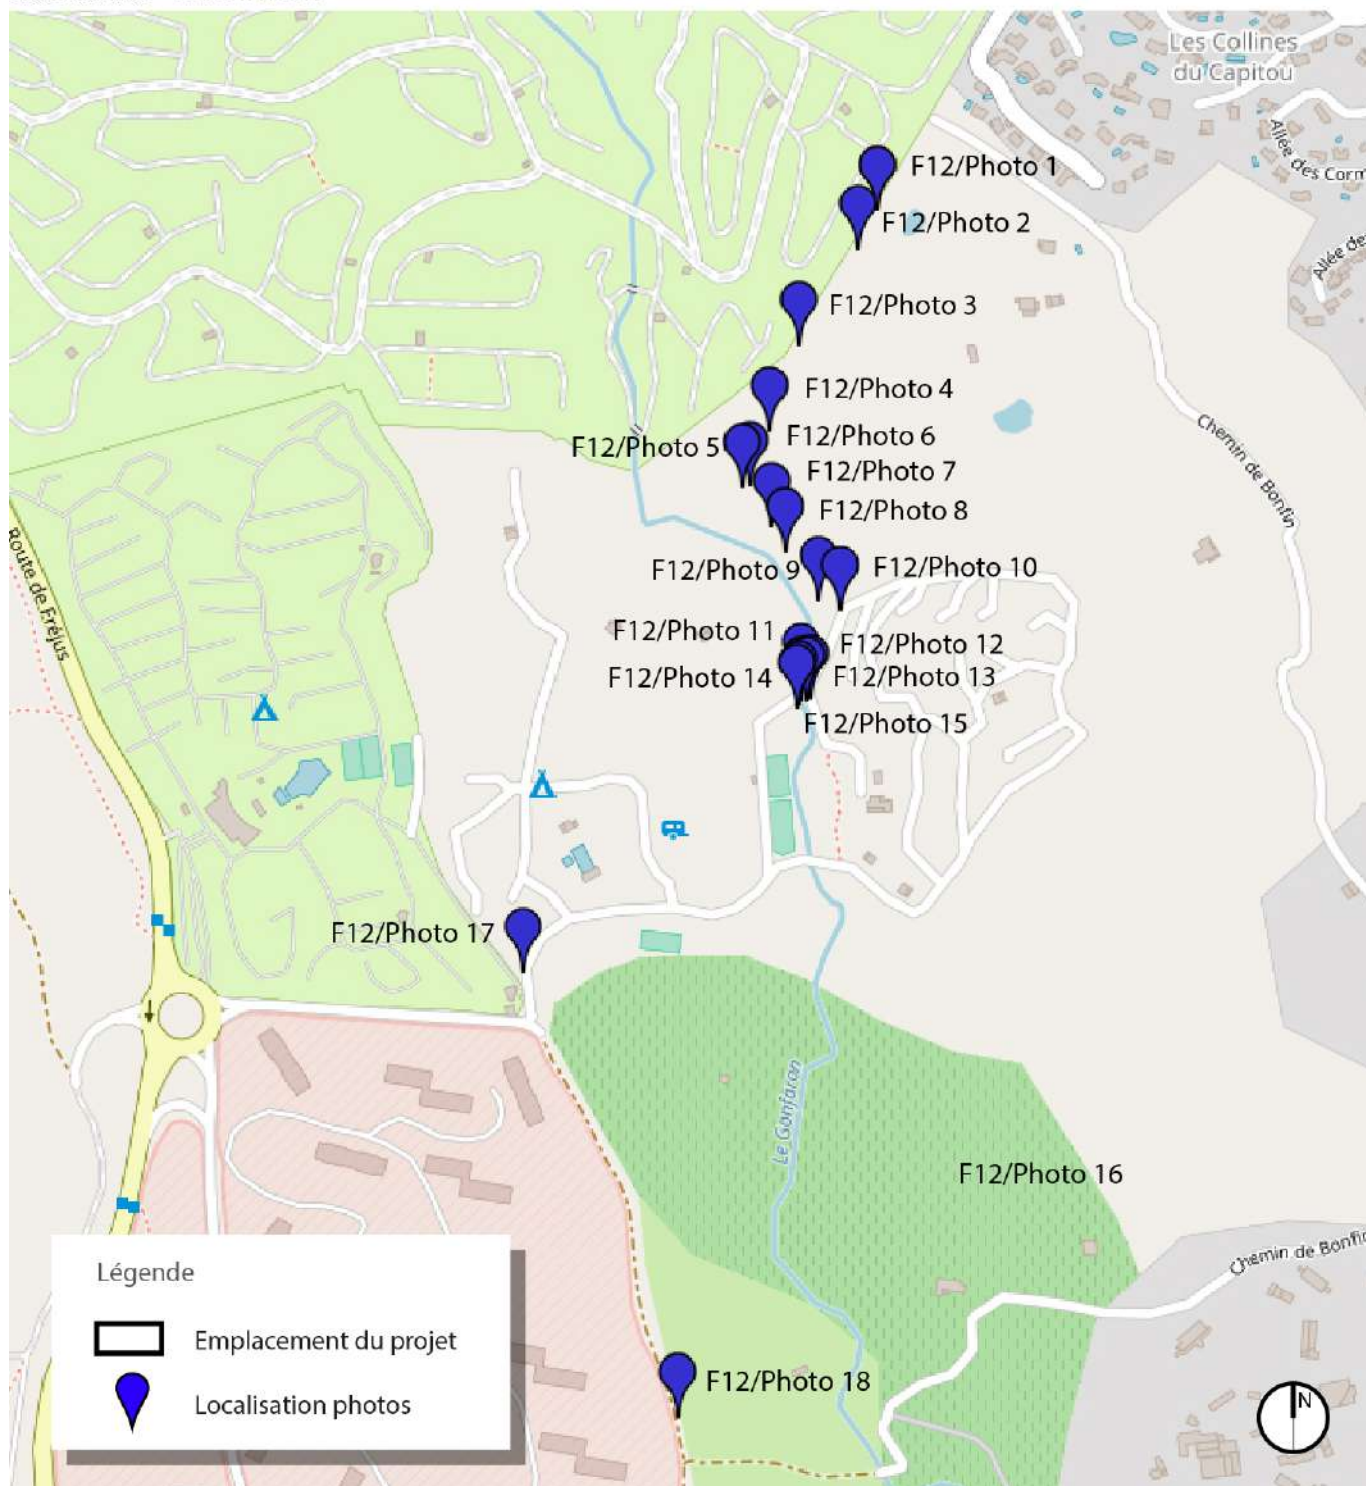 Les Collines
du Capitou
Allée des Corm
F12/Photo 1
F12/Photo 2
Allée de
F12/Photo 3
F12/Photo 4
F12/Photo 6
F12/Photo 5
F12/Photo 7
Chemin de Bonfin
F12/Photo 8
Route de Fréjus
F12/Photo 9
F12/Photo 10
F12/Photo 11
F12/Photo 12
F12/Photo 14
F12/Photo 13
F12/Photo 15
F12/Photo 17
Le Gonfaron
F12/Photo 16
Chemin de Bonfin
Légende
Emplacement du projet
Localisation photos
F12/Photo 18
N